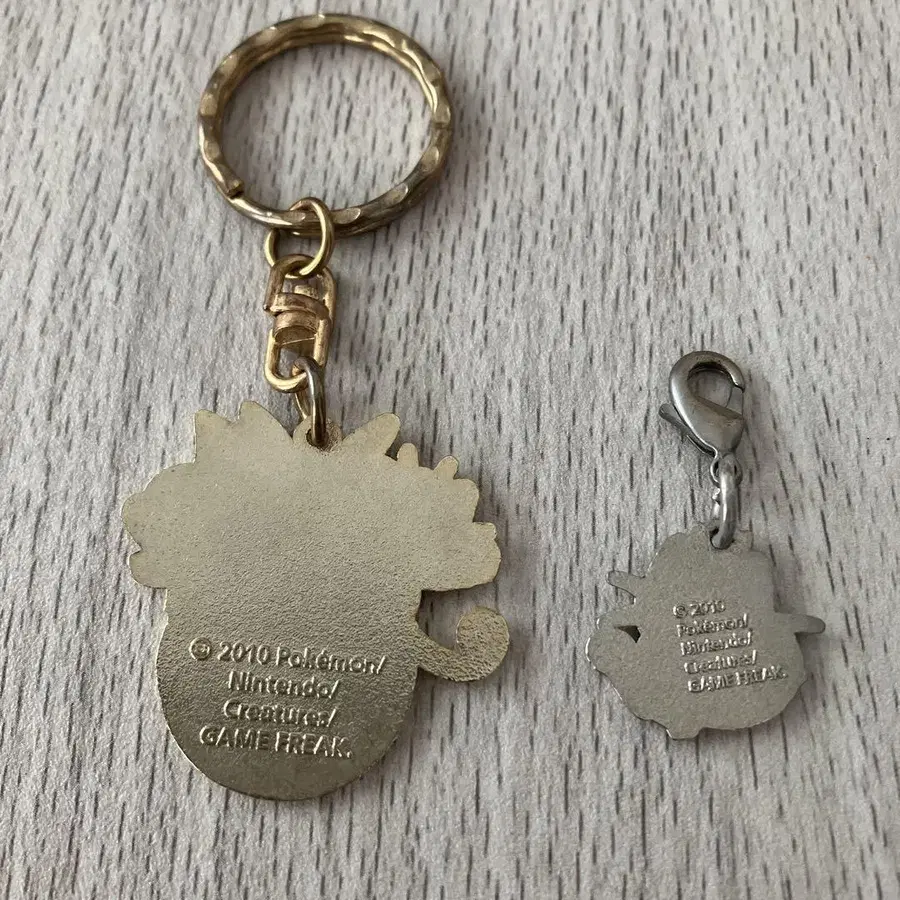 © 2010 Pokémon/
Nintendo/
Creatures/
GAME FREAK.
© 2010
Pokémon/
Nintendo/
Creatures/
GAME FREAK.